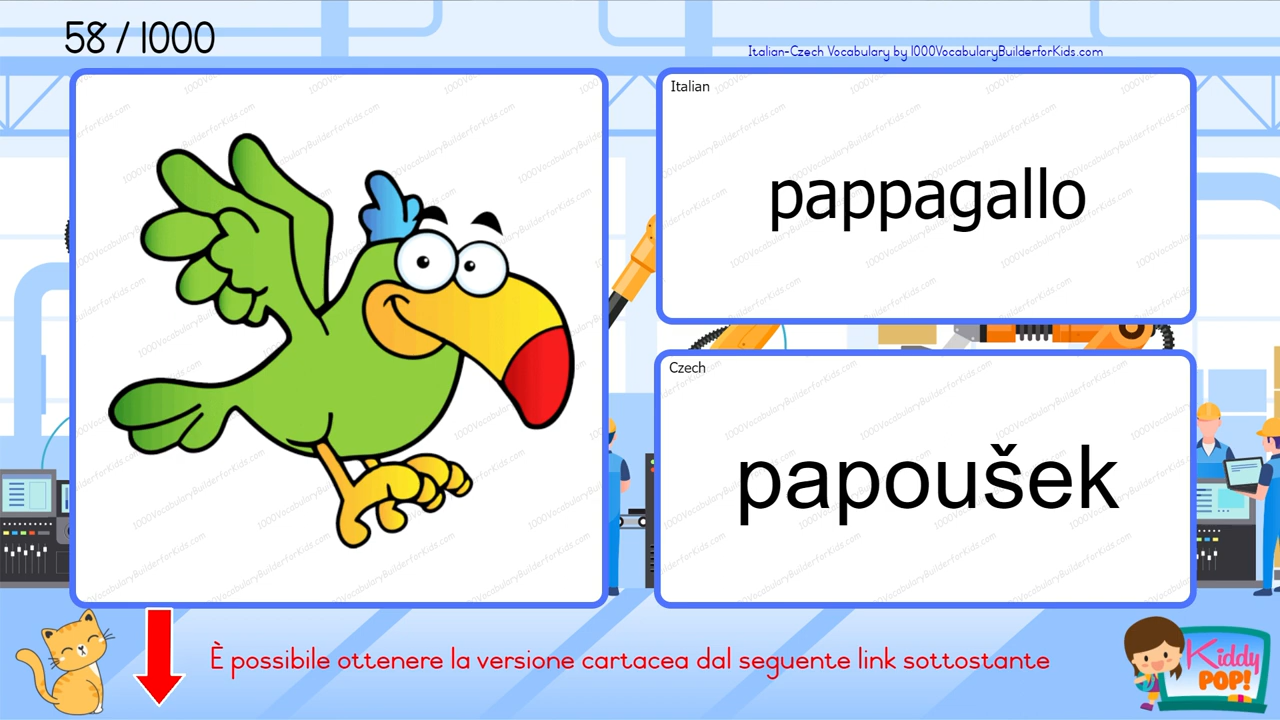 58 / 1000
Italian-Czech Vocabulary by 1000VocabularyBuilderforKids.com
Italian
pappagallo
Czech
papoušek
È possibile ottenere la versione cartacea dal seguente link sottostante
Kiddy
POP!